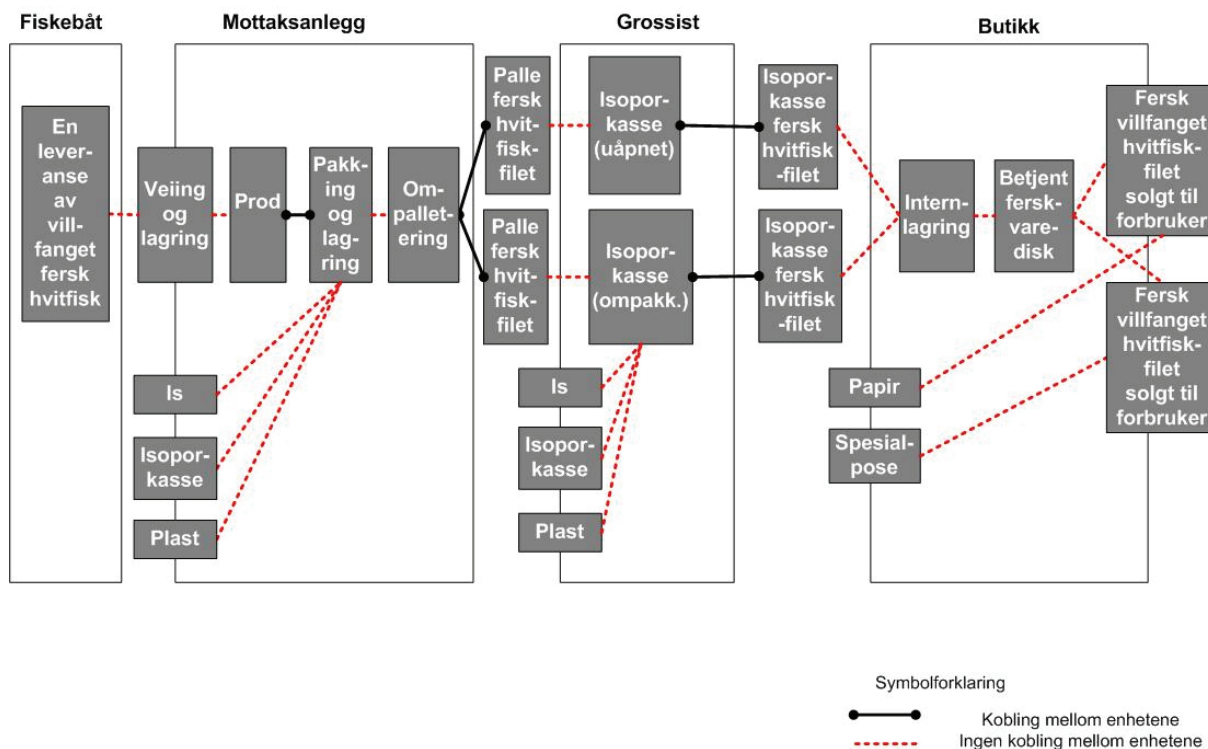 Fiskebåt
Mottaksanlegg
Grossist
Butikk
En
lever-
anse
av
vill-
fanget
fersk
hvitfisk
Veiing
og
lagring
Prod
Pakk-
ing
og
lag-
ring
Om-
pallet-
ering
Palle
fersk
hvit-
fisk-
filet
Palle
fersk
hvit-
fisk-
filet
Is
Isopor-
kasse
Plast
Isopor-
kasse
(uåpnet)
Isopor-
kasse
(ompakk.)
Is
Isopor-
kasse
Plast
Isopor-
kasse
fersk
hvitfisk
-filet
Isopor-
kasse
fersk
hvitfisk
-filet
Intern-
lagring
Betjent
fersk-
vare-
disk
Fersk
villfanget
hvitfisk-
filet
solgt til
forbruker
Fersk
villfanget
hvitfisk-
filet
solgt til
forbruker
Papir
Spesial-
pose
Symbolforklaring
Kobling mellom enhetene
Ingen kobling mellom enhetene